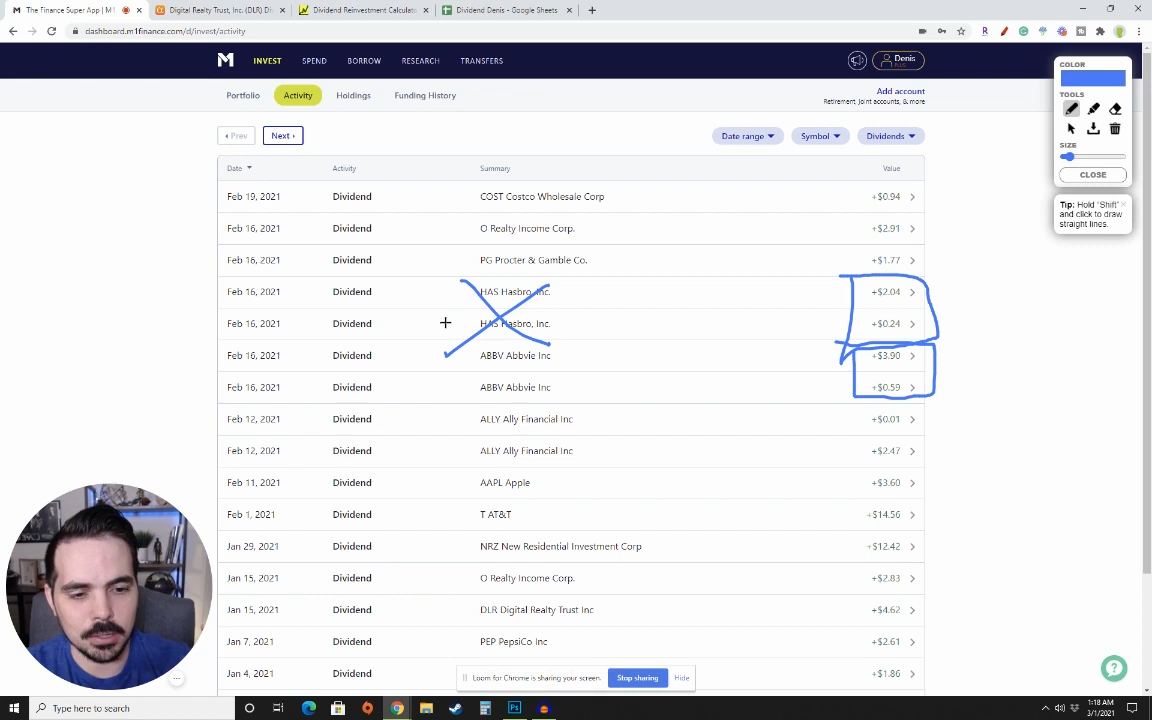 The Finance Super App | M1
Digital Realty Trust, Inc. (DLR) Div
Dividend Reinvestment Calculato
Dividend Denis - Google Sheets
dashboard.m1finance.com/d/invest/activity
M INVEST SPEND BORROW RESEARCH TRANSFERS
Denis
PLUS
Portfolio Activity Holdings Funding History
Add account
Retirement, Joint accounts, & more
‹ Prev Next ›
Date range Symbol Dividends
Date Activity Summary Value
Feb 19, 2021 Dividend COST Costco Wholesale Corp +$0.94
Feb 16, 2021 Dividend O Realty Income Corp. +$2.91
Feb 16, 2021 Dividend PG Procter & Gamble Co. +$1.77
Feb 16, 2021 Dividend HAS Hasbro, Inc. +$2.04
Feb 16, 2021 Dividend HAS Hasbro, Inc. +$0.24
Feb 16, 2021 Dividend ABBV Abbvie Inc +$3.90
Feb 16, 2021 Dividend ABBV Abbvie Inc +$0.59
Feb 12, 2021 Dividend ALLY Ally Financial Inc +$0.01
Feb 12, 2021 Dividend ALLY Ally Financial Inc +$2.47
Feb 11, 2021 Dividend AAPL Apple +$3.60
Feb 1, 2021 Dividend T AT&T +$14.56
Jan 29, 2021 Dividend NRZ New Residential Investment Corp +$12.42
Jan 15, 2021 Dividend O Realty Income Corp. +$2.83
Jan 15, 2021 Dividend DLR Digital Realty Trust Inc +$4.62
Jan 7, 2021 Dividend PEP PepsiCo Inc +$2.61
Jan 4, 2021 Dividend +$1.86
COLOR
TOOLS
SIZE
CLOSE
Tip: Hold "Shift"
and click to draw
straight lines.
Loom for Chrome is sharing your screen. Stop sharing Hide
Type here to search
1:18 AM
3/1/2021